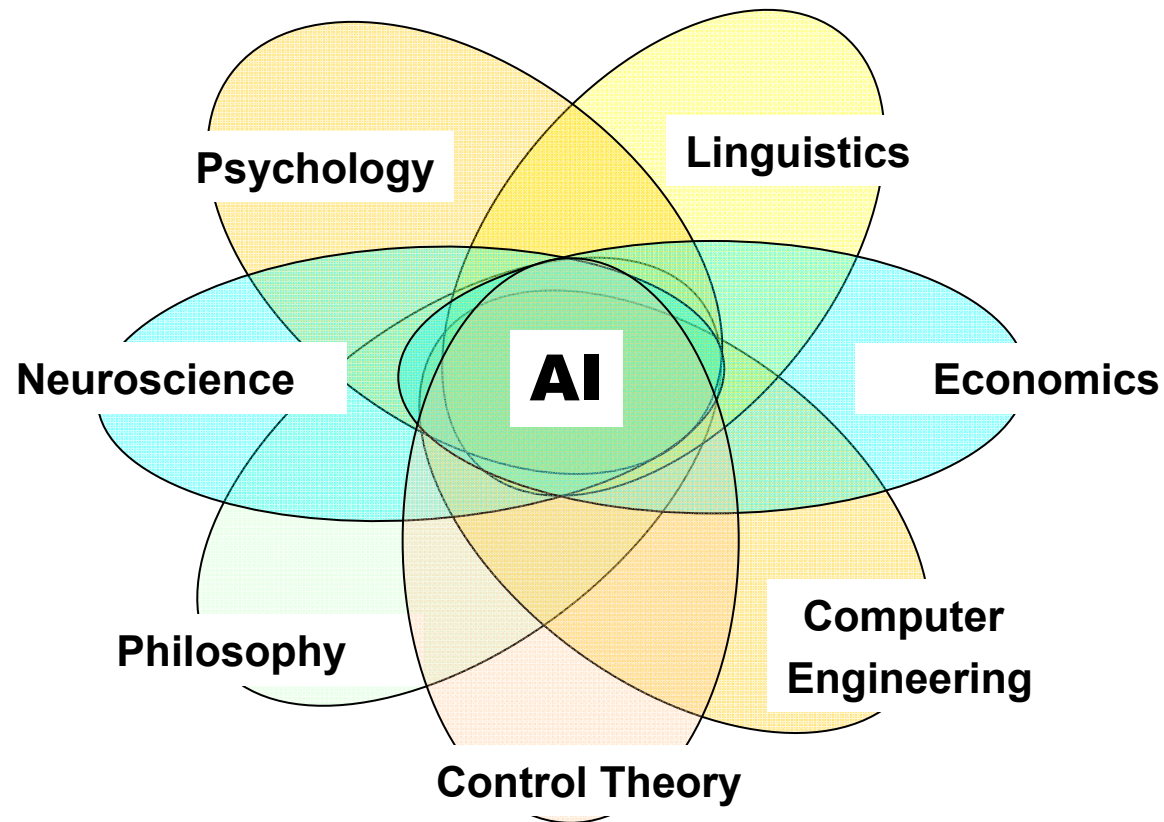 Psychology
Linguistics
Neuroscience
AI
Economics
Philosophy
Computer
Engineering
Control Theory